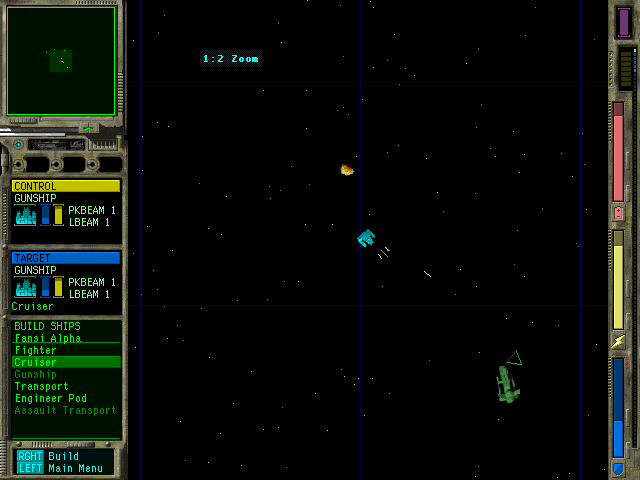 1:2 Zoom
CONTROL
GUNSHIP
PKBEAM 1
LBEAM 1
TARGET
GUNSHIP
PKBEAM 1
LBEAM 1
Cruiser
BUILD SHIPS
Fansi Alpha
Fighter
Cruiser
Gunship
Transport
Engineer Pod
Assault Transport
RGHT Build
LEFT Main Menu